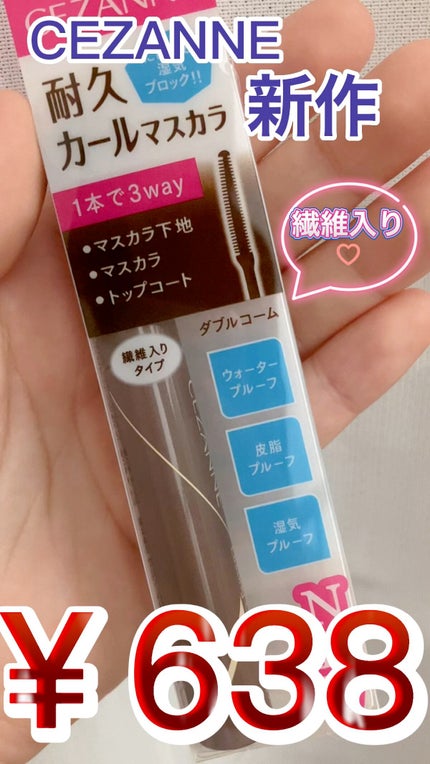 CEZANNE
CEZANNE
新作
湿気
ブロック!!
耐久
カールマスカラ
1本で3way
•マスカラ下地
•マスカラ
•トップコート
繊維入り
ダブルコーム
繊維入り
タイプ
ウォーター
プルーフ
皮脂
プルーフ
湿気
プルーフ
CEZANNE
N
¥638